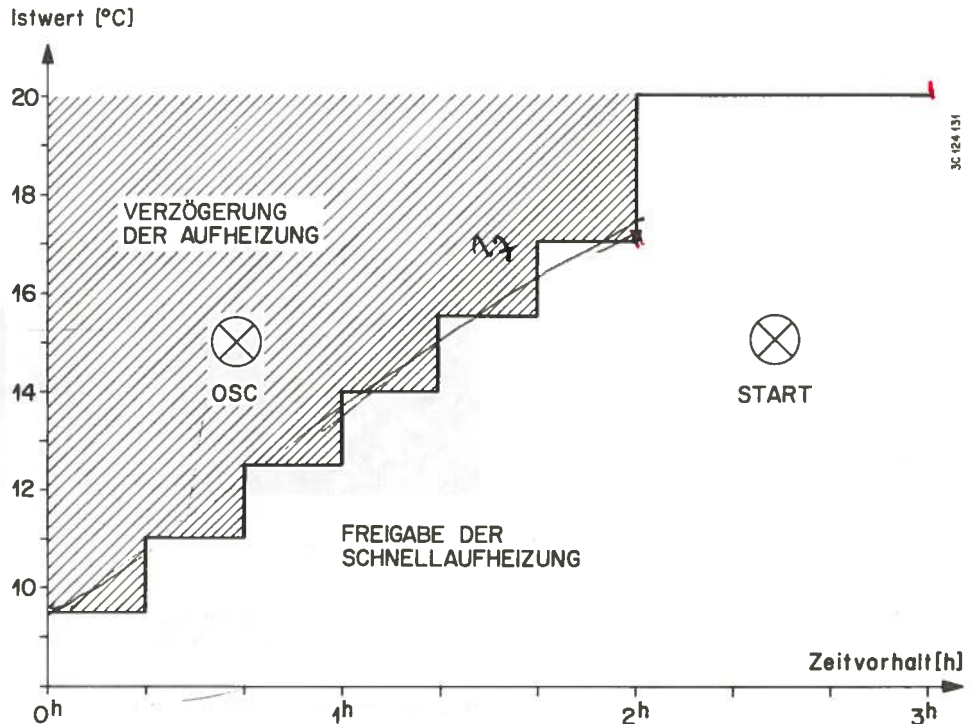 Istwert [°C]
20
18
16
14
12
10
VERZÖGERUNG
DER AUFHEIZUNG
OSC
START
FREIGABE DER
SCHNELLAUFHEIZUNG
Zeitvorhalt [h]
0h
1h
2h
3h
3C 124 131